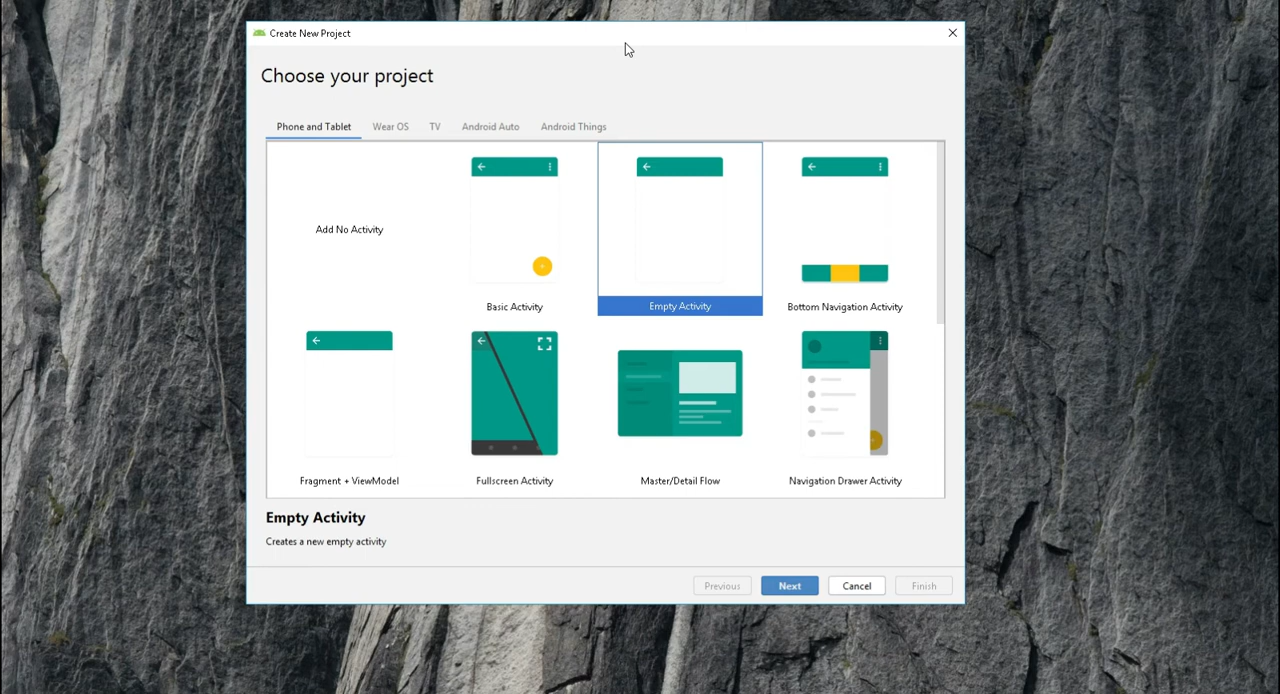 Create New Project
Choose your project
Phone and Tablet Wear OS TV Android Auto Android Things
Add No Activity
Basic Activity
Empty Activity
Bottom Navigation Activity
Fragment + ViewModel
Fullscreen Activity
Master/Detail Flow
Navigation Drawer Activity
Empty Activity
Creates a new empty activity
Previous Next Cancel Finish